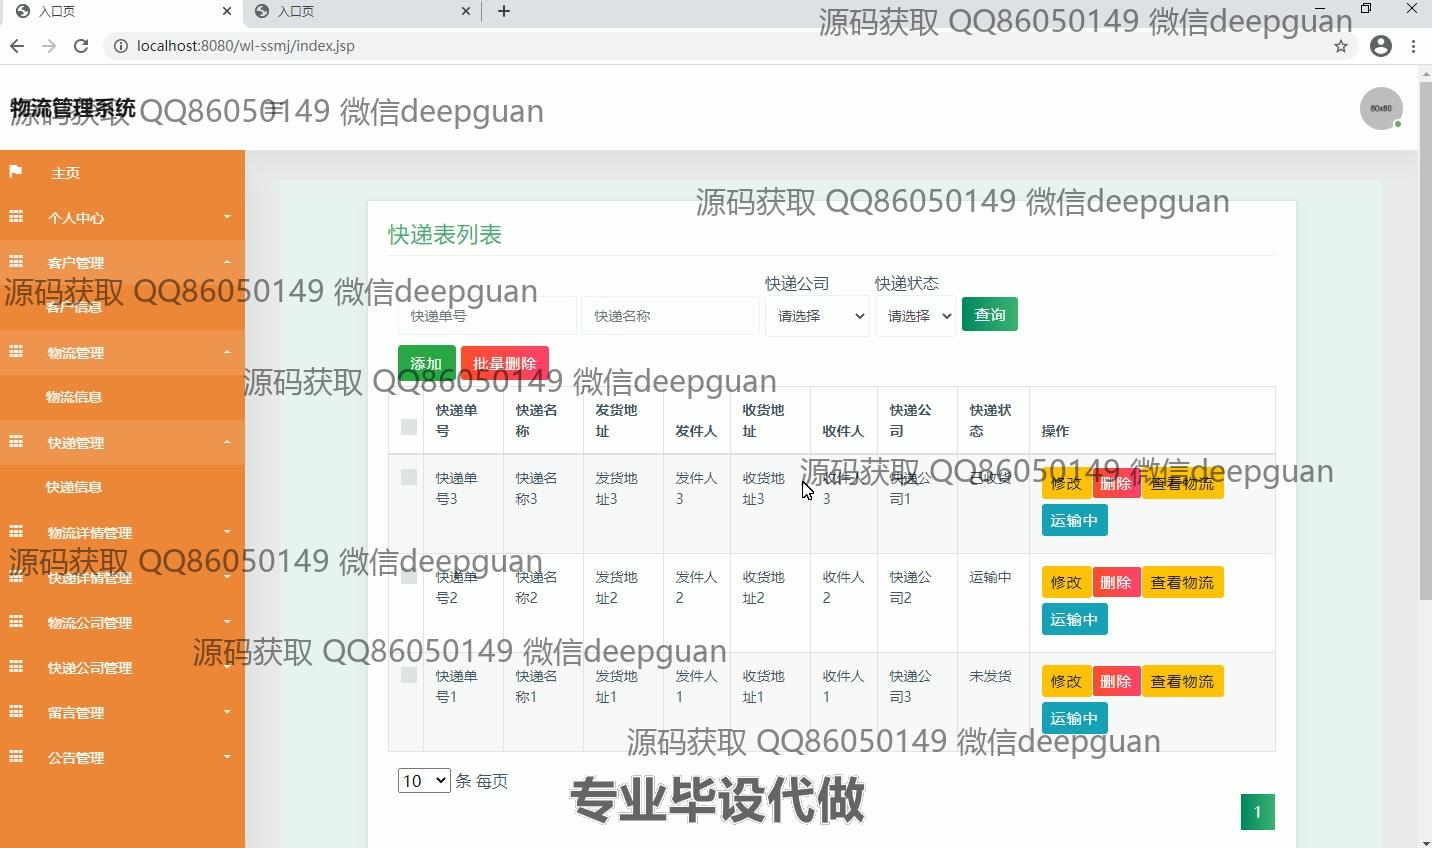 入口页
入口页
localhost:8080/wl-ssmj/index.jsp
源码获取 QQ86050149 微信deepguan
物流管理系统
源码获取 QQ86050149 微信deepguan
80x80
主页
个人中心
客户管理
客户信息
物流管理
物流信息
快递管理
快递信息
物流详情管理
快递详情管理
物流公司管理
快递公司管理
留言管理
公告管理
源码获取 QQ86050149 微信deepguan
快递表列表
源码获取 QQ86050149 微信deepguan
快递公司 快递状态
快递单号 快递名称 请选择 请选择 查询
添加 批量删除
源码获取 QQ86050149 微信deepguan
快递单号 快递名称 发货地址 发件人 收货地址 收件人 快递公司 快递状态 操作
源码获取 QQ86050149 微信deepguan
快递单号3 快递名称3 发货地址3 发件人3 收货地址3 收件人3 快递公司1 已收货 修改 删除 查看物流
运输中
源码获取 QQ86050149 微信deepguan
快递单号2 快递名称2 发货地址2 发件人2 收货地址2 收件人2 快递公司2 运输中 修改 删除 查看物流
运输中
源码获取 QQ86050149 微信deepguan
快递单号1 快递名称1 发货地址1 发件人1 收货地址1 收件人1 快递公司3 未发货 修改 删除 查看物流
运输中
源码获取 QQ86050149 微信deepguan
10 条 每页
专业毕设代做
1